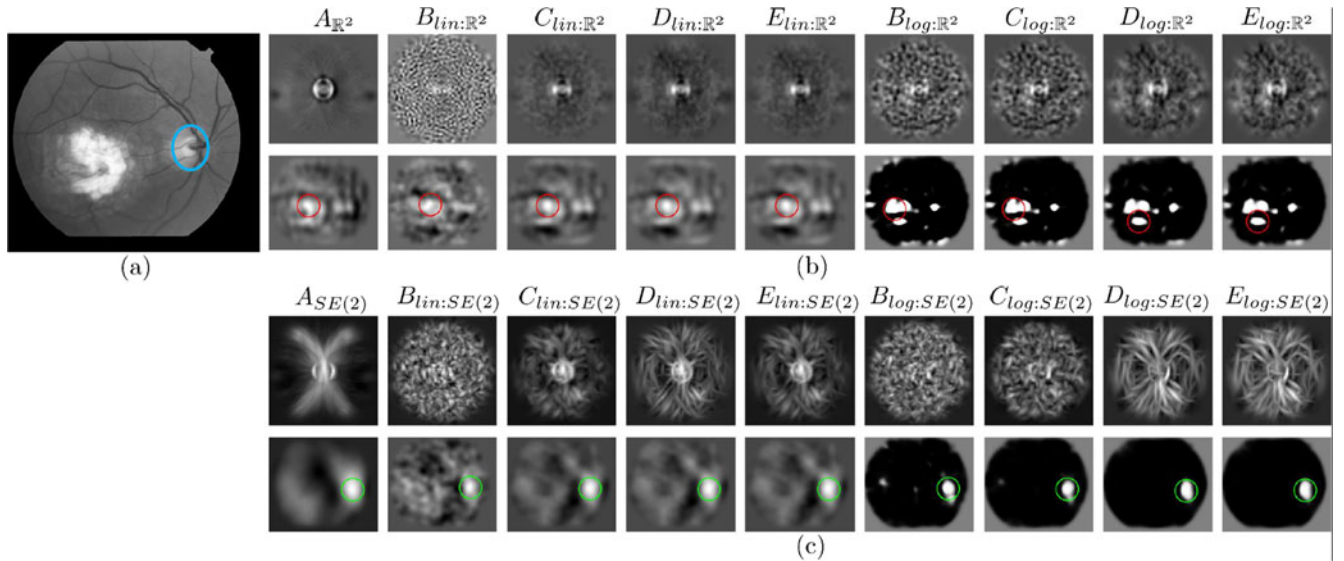 A_{ℝ²} B_{lin:ℝ²} C_{lin:ℝ²} D_{lin:ℝ²} E_{lin:ℝ²} B_{log:ℝ²} C_{log:ℝ²} D_{log:ℝ²} E_{log:ℝ²}
(a)
(b)
A_{SE(2)} B_{lin:SE(2)} C_{lin:SE(2)} D_{lin:SE(2)} E_{lin:SE(2)} B_{log:SE(2)} C_{log:SE(2)} D_{log:SE(2)} E_{log:SE(2)}
(c)